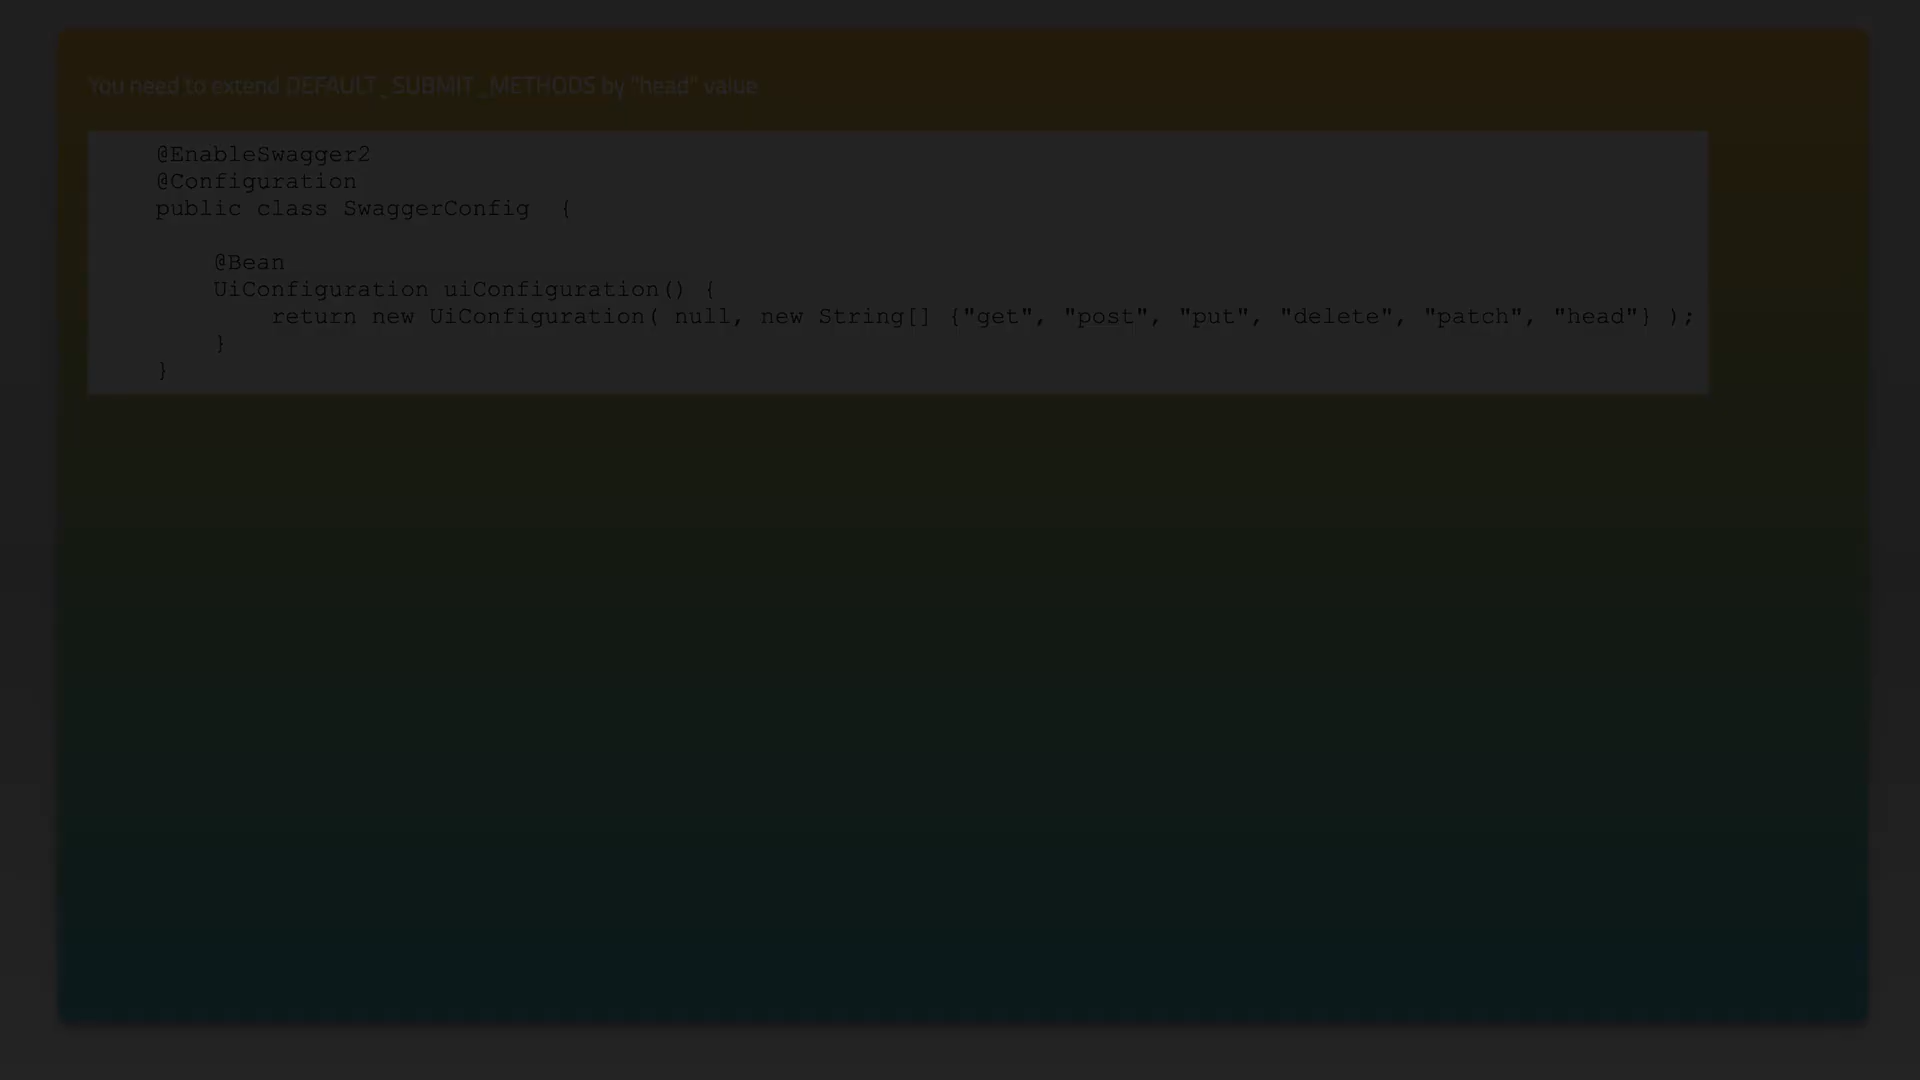 You need to extend DEFAULT_SUBMIT_METHODS by "head" value
@EnableSwagger2
@Configuration
public class SwaggerConfig  {
@Bean
UiConfiguration uiConfiguration() {
return new UiConfiguration( null, new String[] {"get", "post", "put", "delete", "patch", "head"} );
}
}